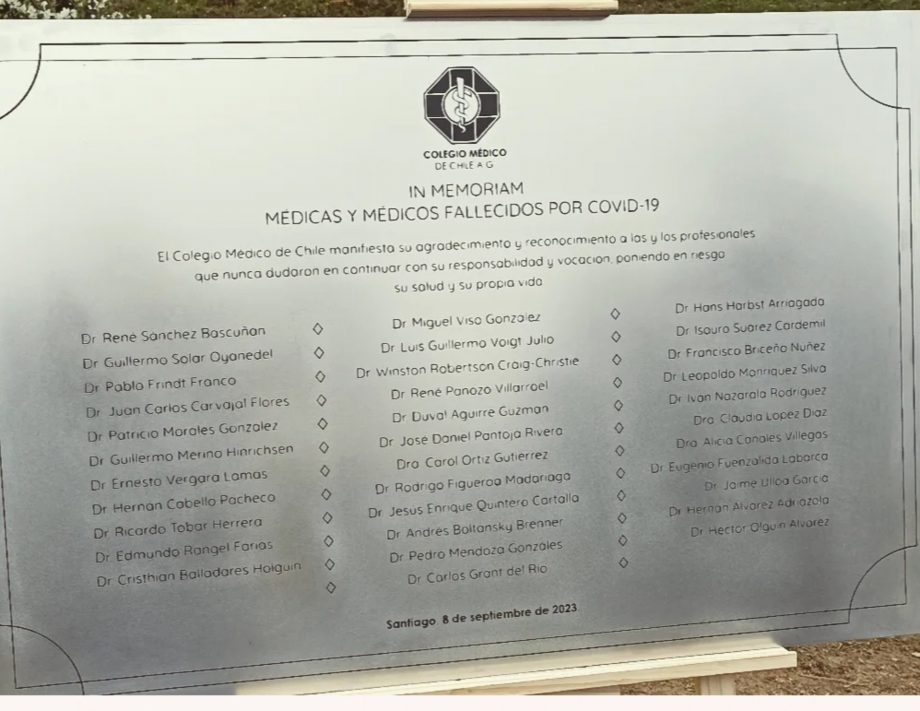 COLEGIO MÉDICO
DE CHILE A G
IN MEMORIAM
MÉDICAS Y MÉDICOS FALLECIDOS POR COVID-19
El Colegio Médico de Chile manifiesta su agradecimiento y reconocimiento a las y los profesionales
que nunca dudaron en continuar con su responsabilidad y vocación, poniendo en riesgo
su salud y su propia vida
Dr René Sánchez Bascuñan
Dr Guillermo Solar Oyanedel
Dr Pablo Frindt Franco
Dr Juan Carlos Carvajal Flores
Dr Patricio Morales Gonzalez
Dr Guillermo Merino Hinrichsen
Dr Ernesto Vergara Lamas
Dr Hernán Cabello Pacheco
Dr Ricardo Tobar Herrera
Dr Edmundo Rangel Farias
Dr Cristhian Balladares Holguin
Dr Miguel Viso Gonzalez
Dr Luis Guillermo Voigt Julio
Dr Winston Robertson Craig-Christie
Dr René Panozo Villarroel
Dr Duval Aguirre Guzman
Dr José Daniel Pantoja Rivera
Dra Carol Ortiz Gutierrez
Dr Rodrigo Figueroa Madariaga
Dr Jesus Enrique Quintero Cartalla
Dr Andrés Boltansky Brenner
Dr Pedro Mendoza Gonzales
Dr Carlos Grant del Rio
Dr Hans Harbst Arriagada
Dr Isauro Suarez Cardemil
Dr Francisco Briceño Nuñez
Dr Leopoldo Manriquez Silva
Dr Ivan Nazarala Rodriguez
Dra Claudia Lopez Diaz
Dra Alicia Canales Villegas
Dr Eugenio Fuenzalida Labarca
Dr Jaime Ulloa Garcia
Dr Hernan Alvarez Adriazola
Dr Hector Olguin Alvarez
Santiago 8 de septiembre de 2023